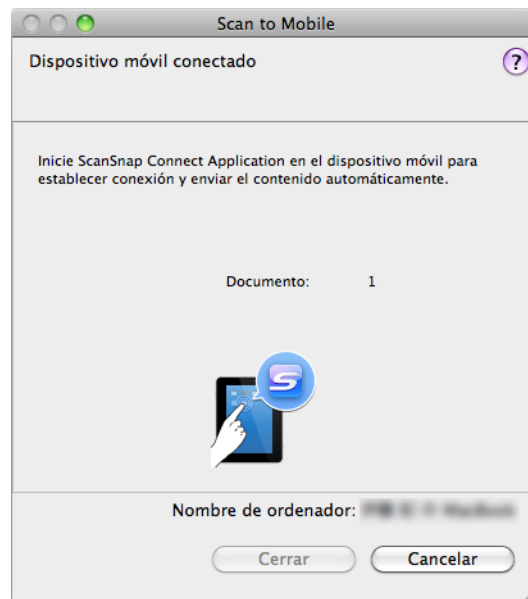 Scan to Mobile
Dispositivo móvil conectado
?
Inicie ScanSnap Connect Application en el dispositivo móvil para
establecer conexión y enviar el contenido automáticamente.
Documento: 1
S
Nombre de ordenador:
Cerrar Cancelar